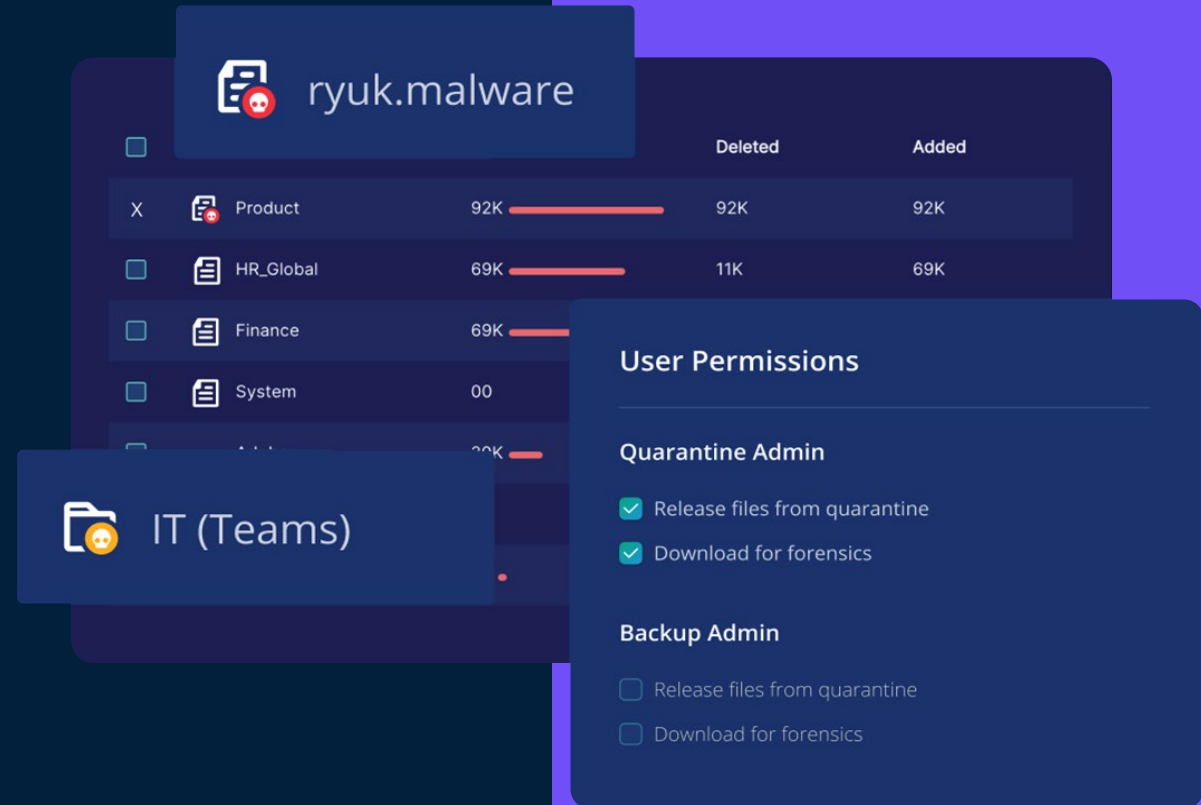 ryuk.malware
Deleted Added
X Product 92K 92K 92K
HR_Global 69K 11K 69K
Finance 69K
System 00
IT (Teams)
User Permissions
Quarantine Admin
Release files from quarantine
Download for forensics
Backup Admin
Release files from quarantine
Download for forensics